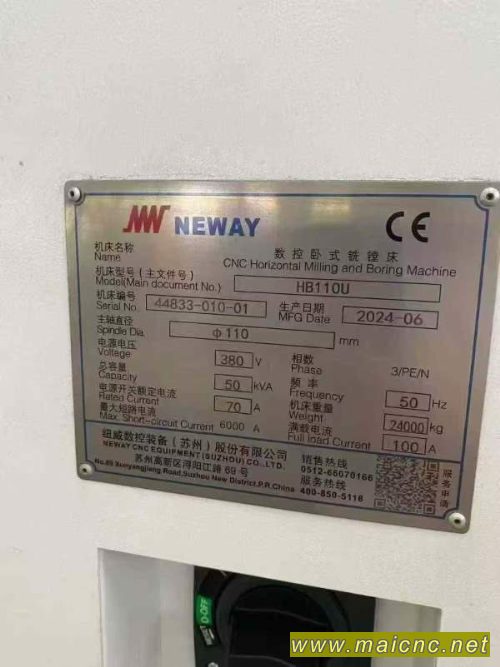 NEWAY CE
机床名称 数控卧式铣镗床
Name CNC Horizontal Milling and Boring Machine
机床型号(主文件号)
Model(Main document No.) HB110U
机床编号 生产日期
Serial No. 44833-010-01 MFG Date 2024-06
主轴直径
Spindle Dia. Φ110 mm
电源电压 相数
Voltege 380 V Phase 3/PE/N
总容量 频率
Capacity 50 kVA Frequency 50 Hz
电源开关额定电流 机床重量
Rated Current 70 A Weight 24000 kg
最大短路电流 满载电流
Max. Short-circuit Current 6000 A Full load Current 100 A
纽威数控装备(苏州)股份有限公司 销售热线
NEWAY CNC EQUIPMENT (SUZHOU) CO.,LTD. 0512-66670166
苏州高新区浔阳江路 69 号 服务热线
No.69 Xunyangjiang Road,Suzhou New District,P.R.China 400-850-5116
服务申请
O-OFF
www.maicnc.net